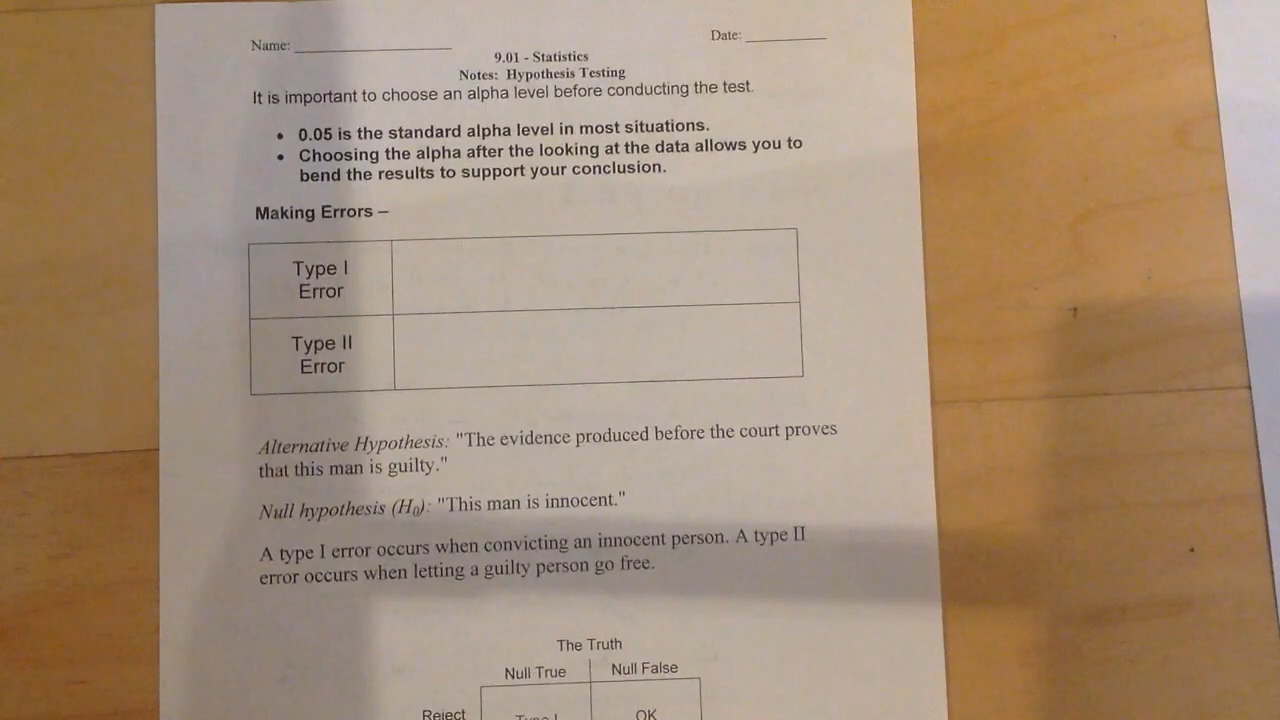 Name: ____________________ Date: __________
9.01 - Statistics
Notes: Hypothesis Testing
It is important to choose an alpha level before conducting the test.
• 0.05 is the standard alpha level in most situations.
• Choosing the alpha after the looking at the data allows you to
bend the results to support your conclusion.
Making Errors –
Type I
Error
Type II
Error
Alternative Hypothesis: "The evidence produced before the court proves
that this man is guilty."
Null hypothesis (H₀): "This man is innocent."
A type I error occurs when convicting an innocent person. A type II
error occurs when letting a guilty person go free.
The Truth
Null True Null False
Reject Type I OK